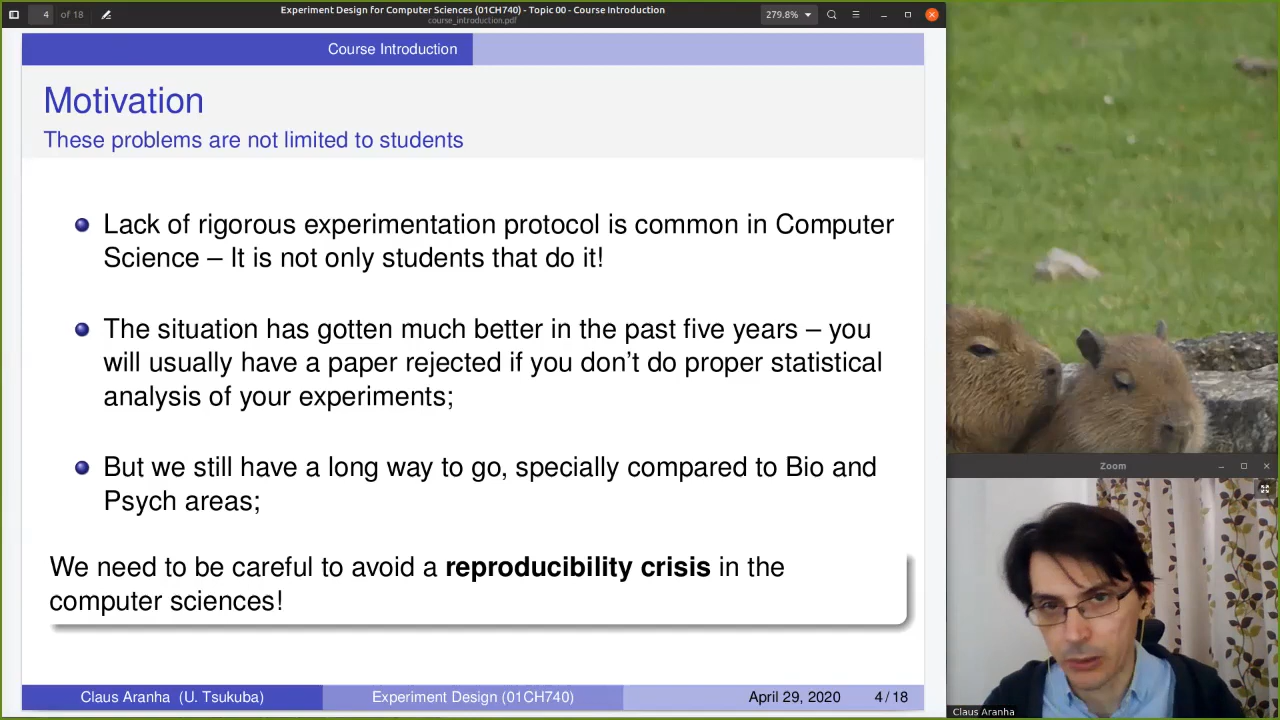 4 of 18
Experiment Design for Computer Sciences (01CH740) - Topic 00 - Course Introduction
course_introduction.pdf
279.8%
Course Introduction
Motivation
These problems are not limited to students
Lack of rigorous experimentation protocol is common in Computer
Science – It is not only students that do it!
The situation has gotten much better in the past five years – you
will usually have a paper rejected if you don't do proper statistical
analysis of your experiments;
But we still have a long way to go, specially compared to Bio and
Psych areas;
We need to be careful to avoid a reproducibility crisis in the
computer sciences!
Claus Aranha (U. Tsukuba)
Experiment Design (01CH740)
April 29, 2020
4 / 18
Zoom
Claus Aranha